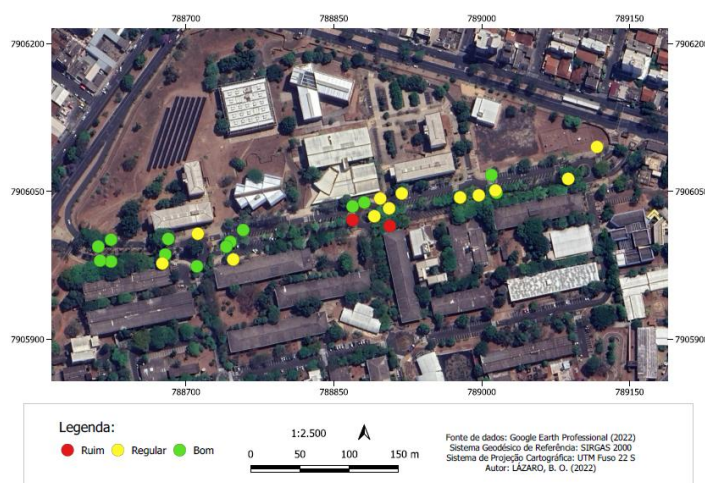 788700 788850 789000 789150
7906200 7906200
7906050 7906050
7905900 7905900
788700 788850 789000 789150
Legenda:
Ruim Regular Bom
1:2.500
0 50 100 150 m
Fonte de dados: Google Earth Professional (2022)
Sistema Geodésico de Referência: SIRGAS 2000
Sistema de Projeção Cartográfica: UTM Fuso 22 S
Autor: LÁZARO, B. O. (2022)